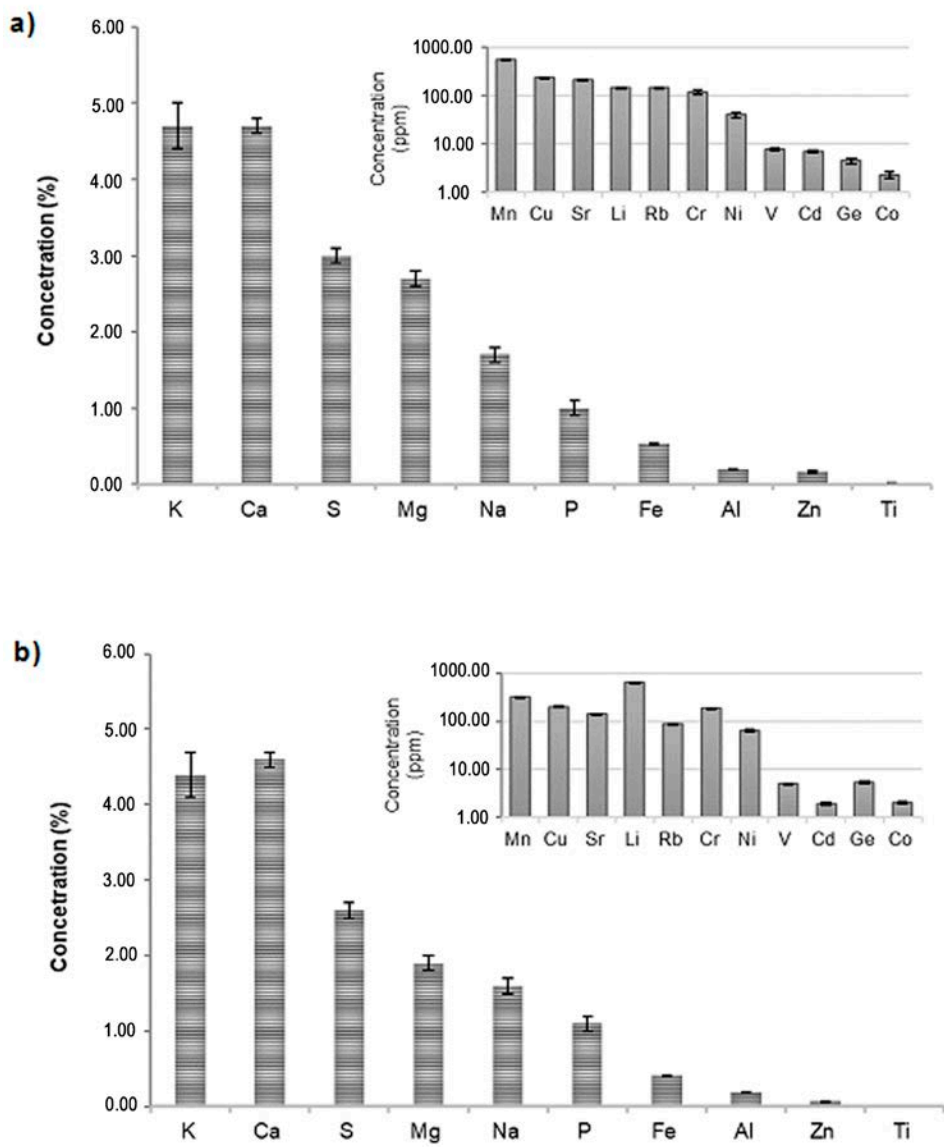 a)
Concetration (%)
6.00
5.00
4.00
3.00
2.00
1.00
0.00
K Ca S Mg Na P Fe Al Zn Ti
Concentration
(ppm)
1000.00
100.00
10.00
1.00
Mn Cu Sr Li Rb Cr Ni V Cd Ge Co
b)
Concetration (%)
6.00
5.00
4.00
3.00
2.00
1.00
0.00
K Ca S Mg Na P Fe Al Zn Ti
Concentration
(ppm)
1000.00
100.00
10.00
1.00
Mn Cu Sr Li Rb Cr Ni V Cd Ge Co